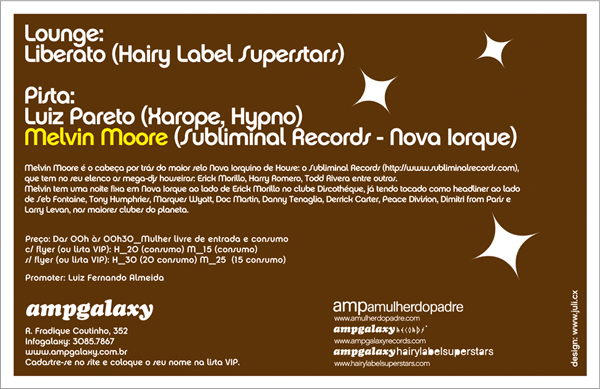 Lounge:
Liberato (Hairy Label Superstars)
Pista:
Luiz Pareto (Xarope, Hypno)
Melvin Moore (Subliminal Records - Nova Iorque)
Melvin Moore é o cabeça por trás do maior selo Nova Iorquino de House: o Subliminal Records (http://www.subliminalrecords.com),
que tem no seu elenco os mega-djs houseiros: Erick Morillo, Harry Romero, Todd Rivera entre outros.
Melvin tem uma noite fixa em Nova Iorque ao lado de Erick Morillo no clube Discothéque, já tendo tocado como headliner ao lado
de Seb Fontaine, Tony Humphries, Marques Wyatt, Doc Martin, Danny Tenaglia, Derrick Carter, Peace Division, Dimitri from Paris e
Larry Levan, nos maiores clubes do planeta.
Preço: Das 00h às 00h30_Mulher livre de entrada e consumo
c/ flyer (ou lista VIP): H_20 (consumo) M_15 (consumo)
s/ flyer (ou lista VIP): H_30 (20 consumo) M_25 (15 consumo)
Promoter: Luiz Fernando Almeida
ampgalaxy
R. Fradique Coutinho, 352
Infogalaxy: 3085.7867
www.ampgalaxy.com.br
Cadastre-se no site e coloque o seu nome na lista VIP.
ampamulherdopadre
www.amulherdopadre.com
ampgalaxyrecords
www.ampgalaxyrecords.com
ampgalaxyhairylabelsuperstars
www.hairylabelsuperstars.com
design: www.juli.cx